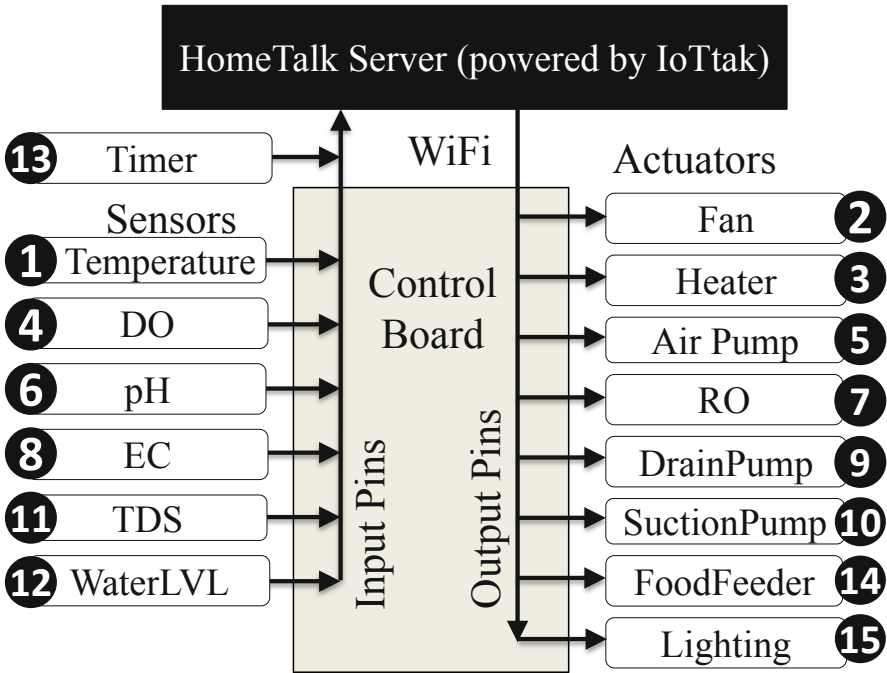 HomeTalk Server (powered by IoTtak)
13 Timer
WiFi
Actuators
Sensors
1 Temperature
4 DO
6 pH
8 EC
11 TDS
12 WaterLVL
Control
Board
Input Pins
Output Pins
Fan 2
Heater 3
Air Pump 5
RO 7
DrainPump 9
SuctionPump 10
FoodFeeder 14
Lighting 15